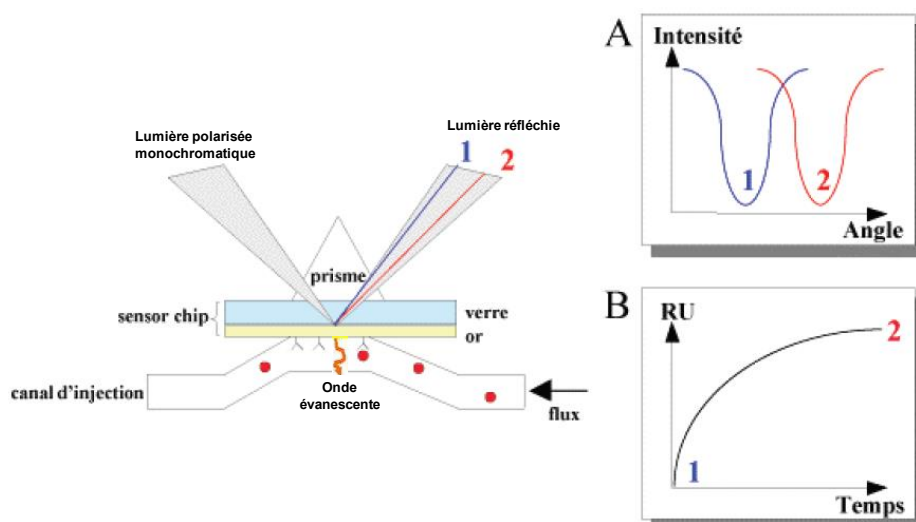 Lumière polarisée
monochromatique
Lumière réfléchie
1
2
prisme
sensor chip
verre
or
canal d'injection
Onde
évanescente
flux
A
Intensité
1
2
Angle
B
RU
2
1
Temps